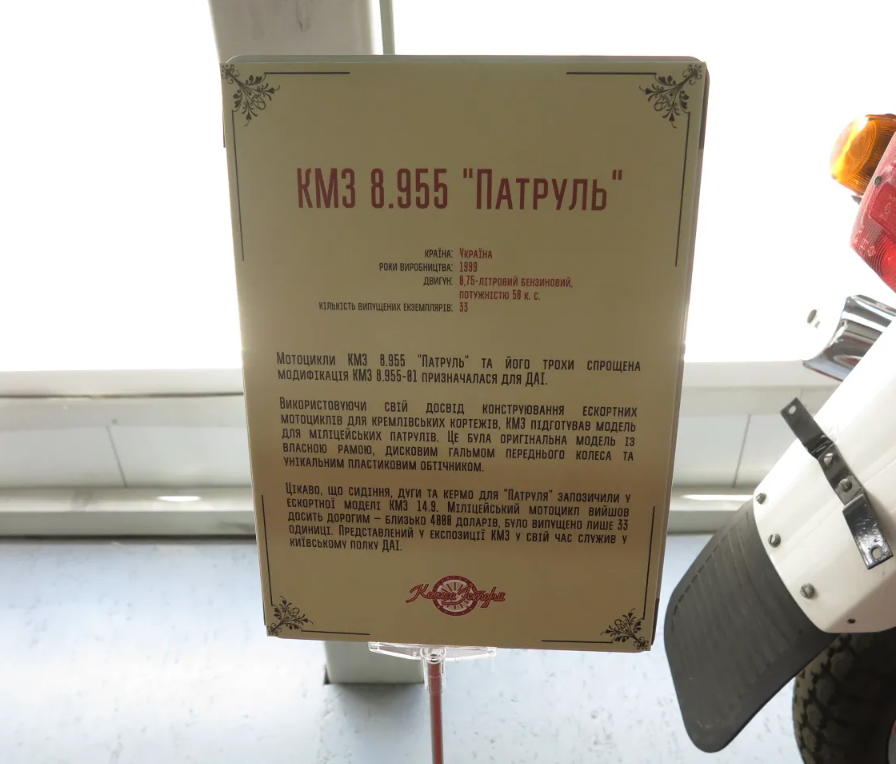 КМЗ 8.955 "Патруль"
Країна: Україна
Роки виробництва: 1999
Двигун: 0,75-літровий бензиновий,
потужністю 50 к. с.
Кількість випущених екземплярів: 33
Мотоцикли КМЗ 8.955 "Патруль" та його трохи спрощена
модифікація КМЗ 8.955-01 призначалася для ДАІ.
Використовуючи свій досвід конструювання ескортних
мотоциклів для кремлівських кортежів, КМЗ підготував модель
для міліцейських патрулів. Це була оригінальна модель із
власною рамою, дисковим гальмом переднього колеса та
унікальним пластиковим обтічником.
Цікаво, що сидіння, дуги та кермо для "Патруля" запозичили у
ескортної моделі КМЗ 14.9. Міліцейський мотоцикл вийшов
досить дорогим – близько 4000 доларів, було випущено лише 33
одиниці. Представлений у експозиції КМЗ у свій час служив у
київському полку ДАІ.
Колеса Історії